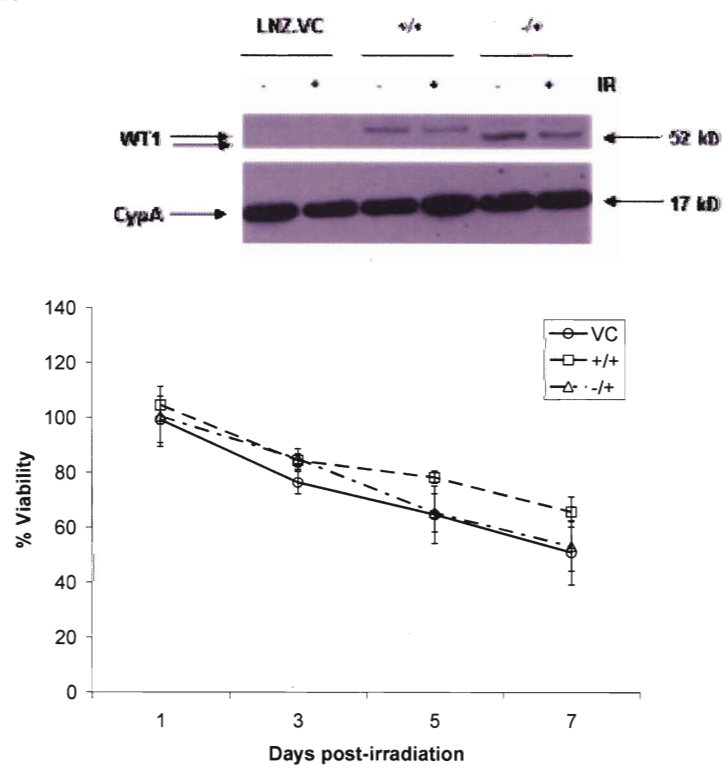 LNZ.VC +/+ -/+
- + - + - + IR
WT1 52 kD
CypA 17 kD
140
120
100
80
60
40
20
0
% Viability
VC
+/+
-/+
1 3 5 7
Days post-irradiation